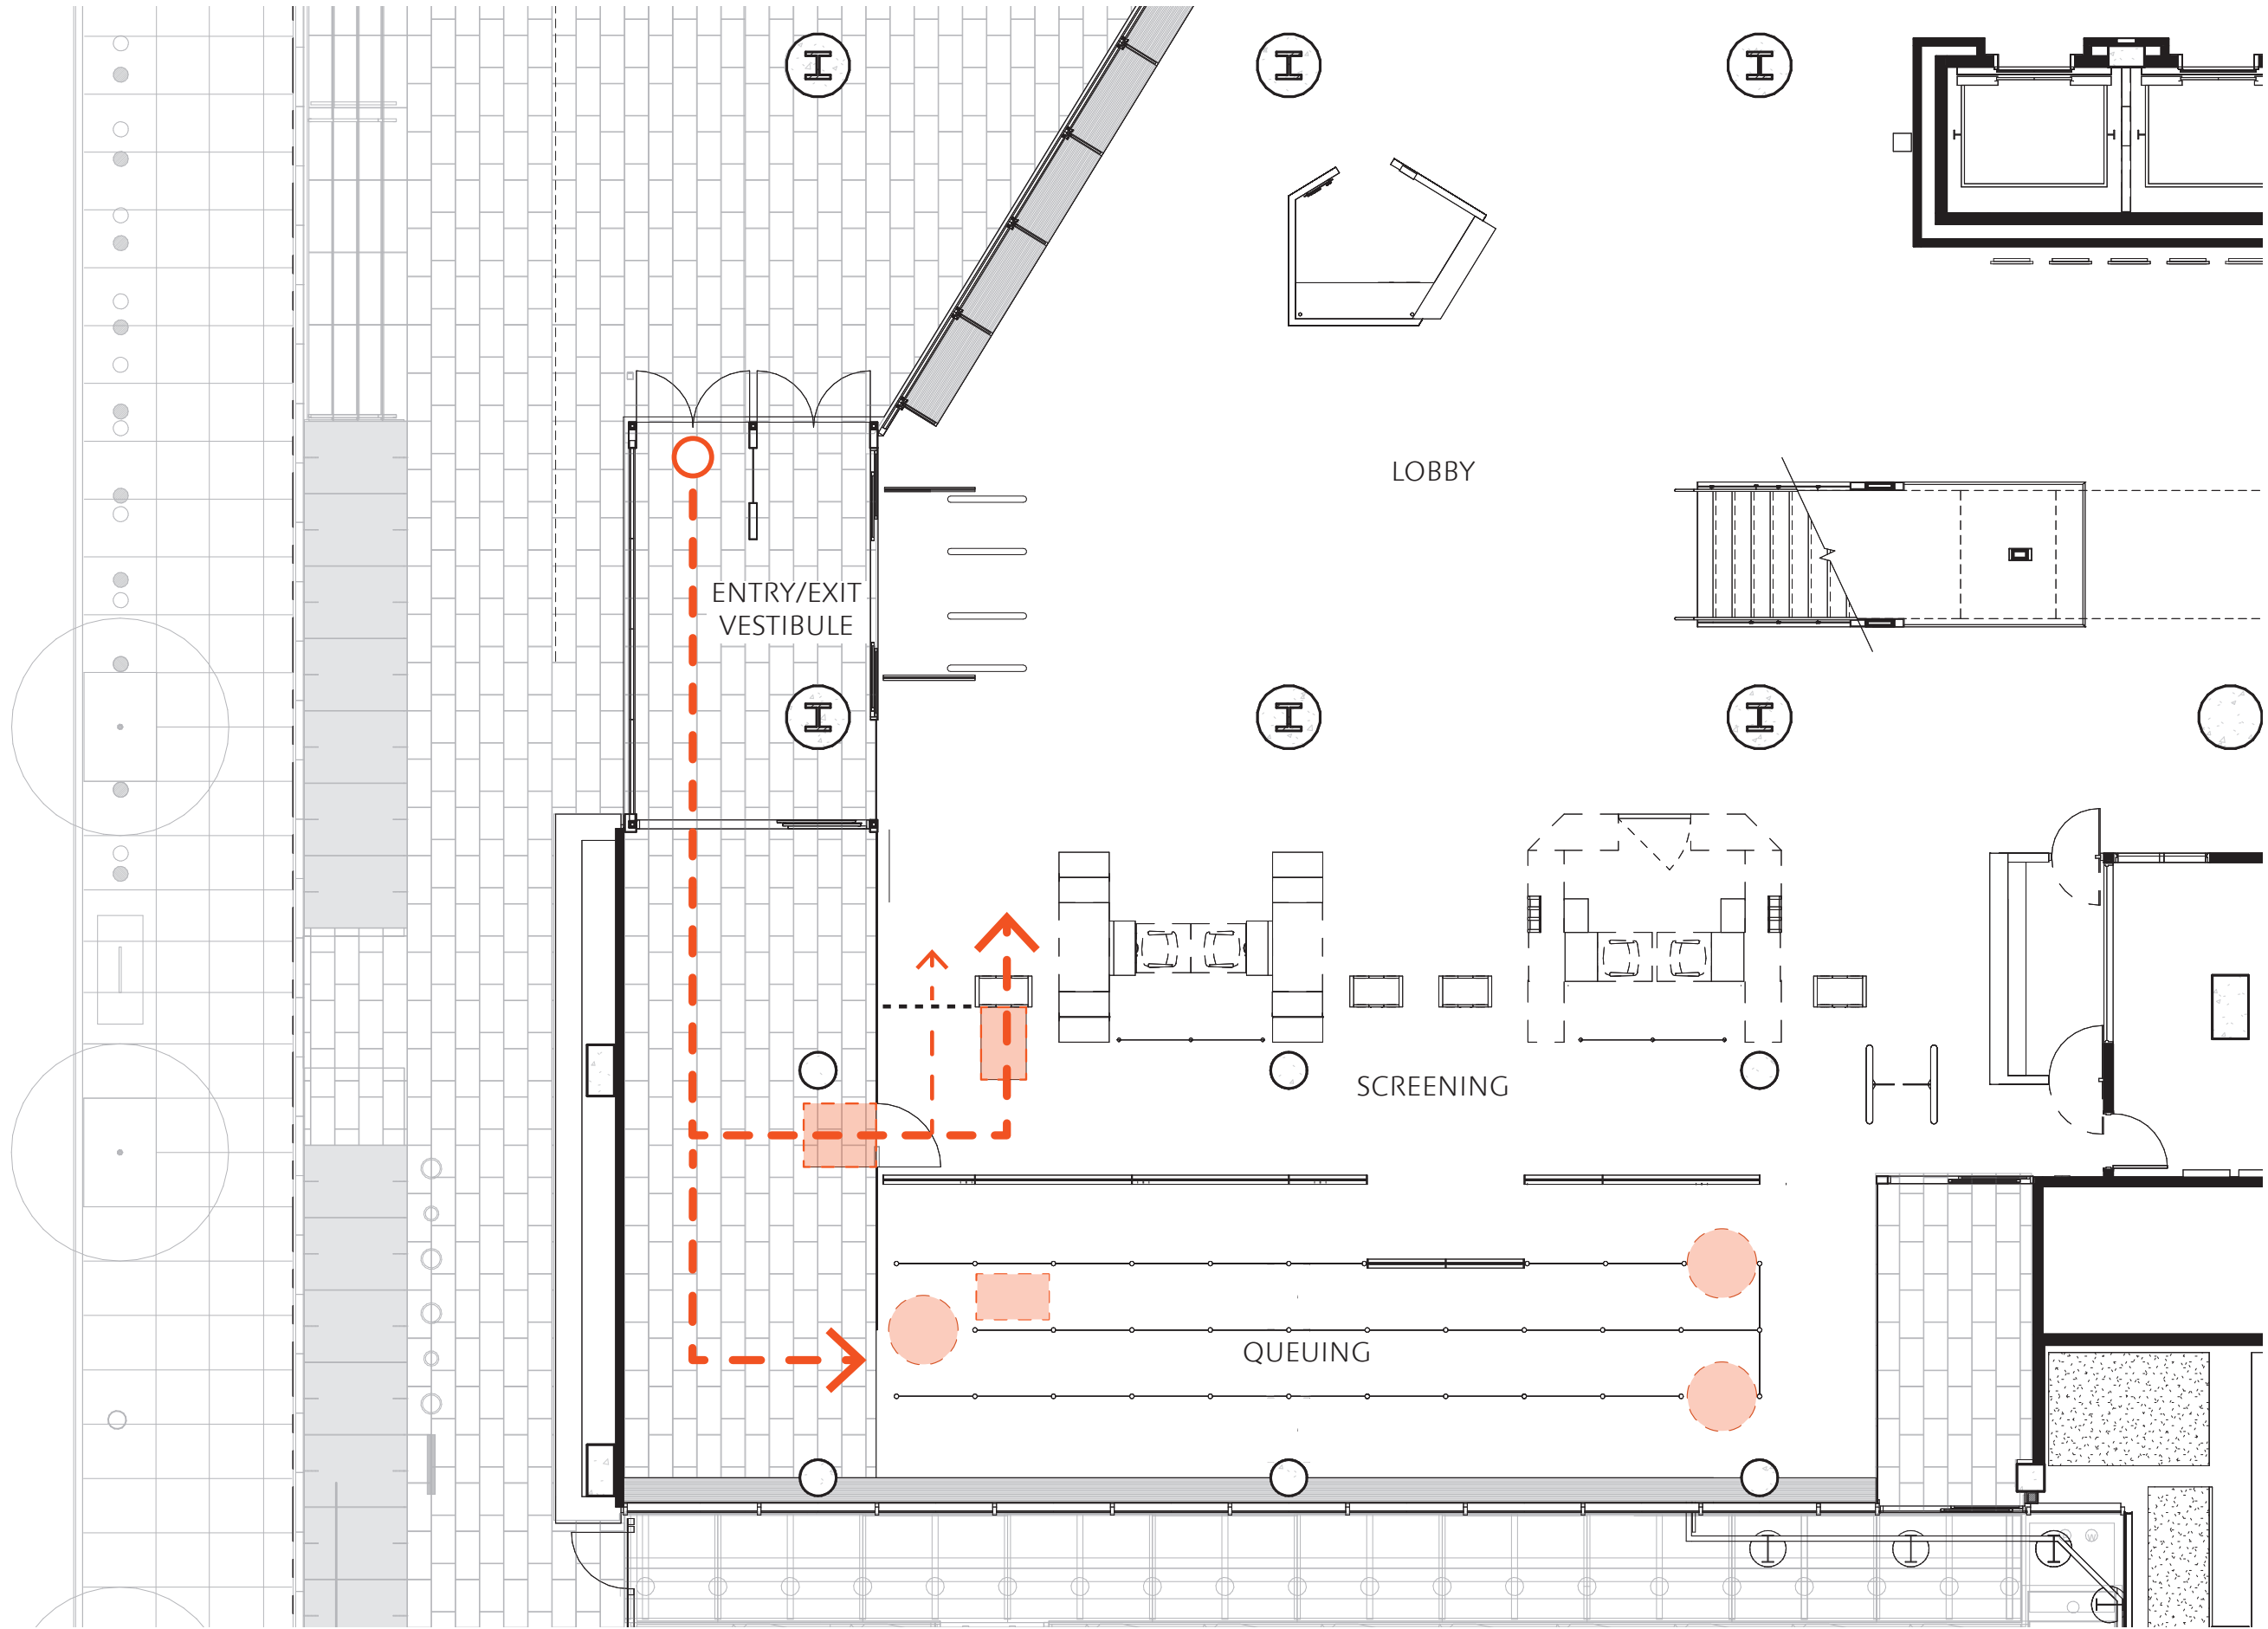 LOBBY
ENTRY/EXIT
VESTIBULE
SCREENING
QUEUING
W